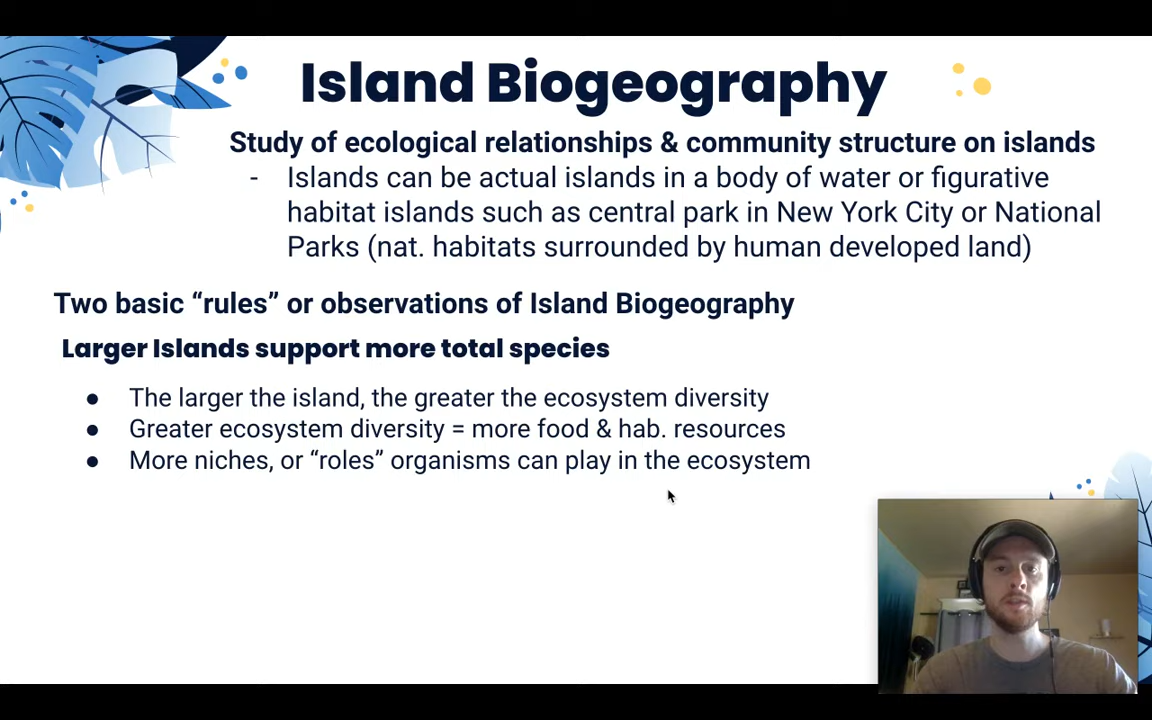 Island Biogeography
Study of ecological relationships & community structure on islands
- Islands can be actual islands in a body of water or figurative
habitat islands such as central park in New York City or National
Parks (nat. habitats surrounded by human developed land)
Two basic “rules” or observations of Island Biogeography
Larger Islands support more total species
● The larger the island, the greater the ecosystem diversity
● Greater ecosystem diversity = more food & hab. resources
● More niches, or “roles” organisms can play in the ecosystem